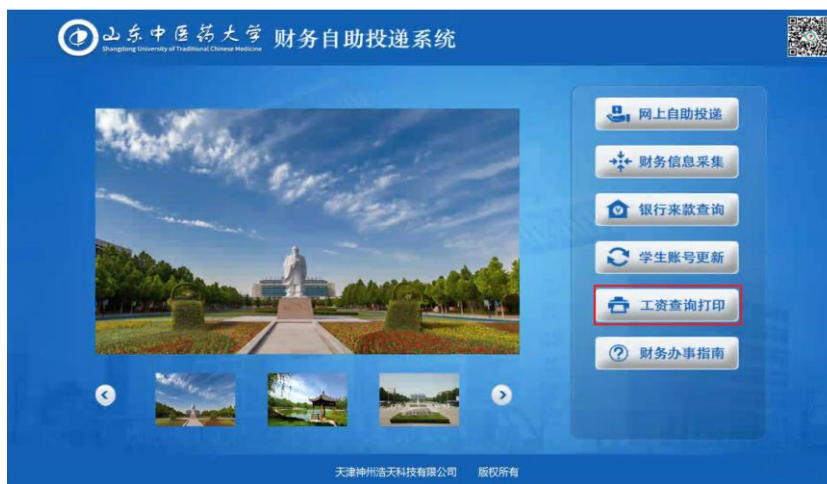 山东中医药大学 财务自助投递系统
Shangdong University of Traditional Chinese Medicine
网上自助投递
财务信息采集
银行来款查询
学生账号更新
工资查询打印
财务办事指南
天津神州浩天科技有限公司 版权所有